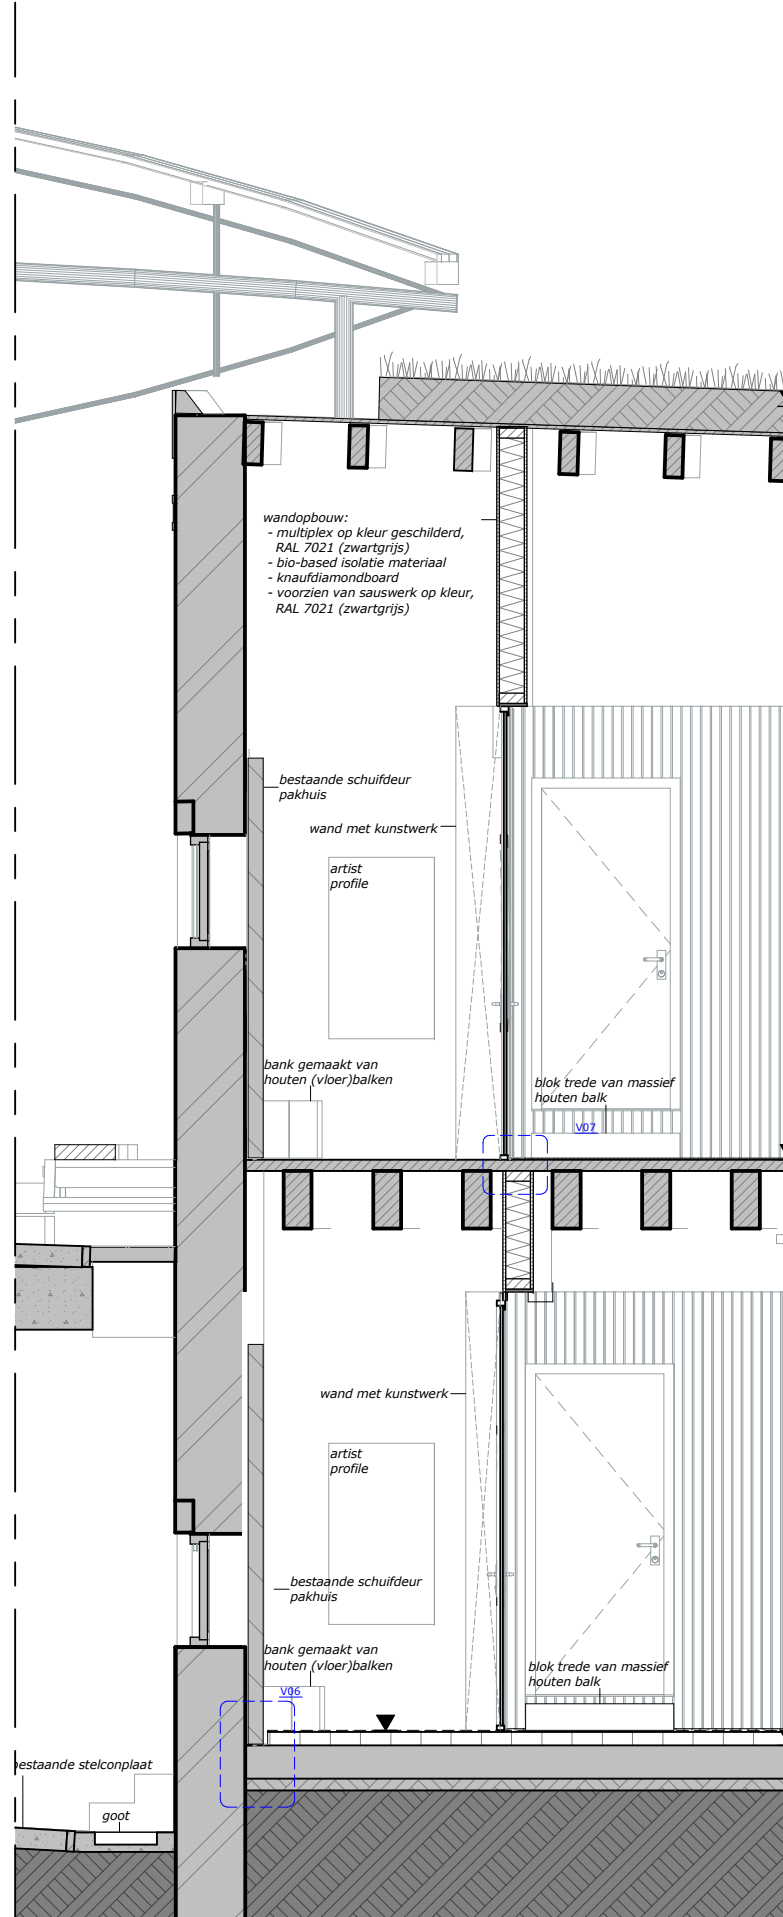 wandopbouw:
- multiplex op kleur geschilderd,
RAL 7021 (zwartgrijs)
- bio-based isolatie materiaal
- knaufdiamondboard
- voorzien van sauswerk op kleur,
RAL 7021 (zwartgrijs)
bestaande schuifdeur
pakhuis
wand met kunstwerk
artist
profile
bank gemaakt van
houten (vloer)balken
blok trede van massief
houten balk
V07
wand met kunstwerk
artist
profile
bestaande schuifdeur
pakhuis
bank gemaakt van
houten (vloer)balken
blok trede van massief
houten balk
V06
bestaande stelconplaat
goot